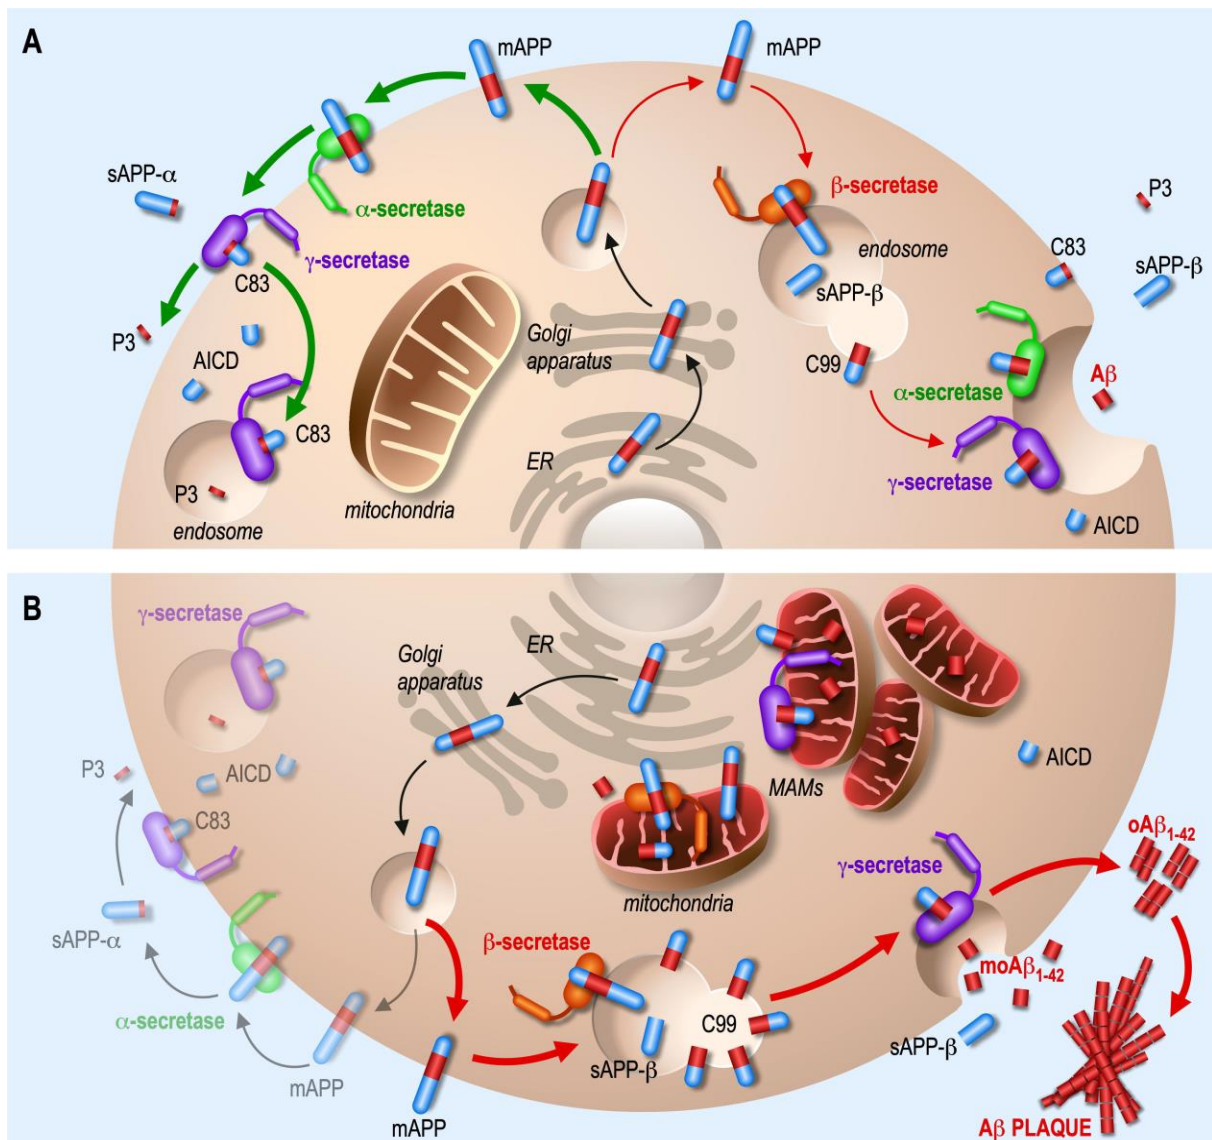 A
mAPP
mAPP
sAPP-α
α-secretase
γ-secretase
C83
P3
AICD
C83
P3
endosome
mitochondria
Golgi
apparatus
ER
β-secretase
endosome
sAPP-β
C99
P3
C83
sAPP-β
α-secretase
Aβ
γ-secretase
AICD
B
γ-secretase
P3
AICD
C83
sAPP-α
α-secretase
mAPP
Golgi
apparatus
ER
MAMs
mitochondria
AICD
β-secretase
sAPP-β
C99
mAPP
γ-secretase
oAβ1-42
moAβ1-42
sAPP-β
Aβ PLAQUE